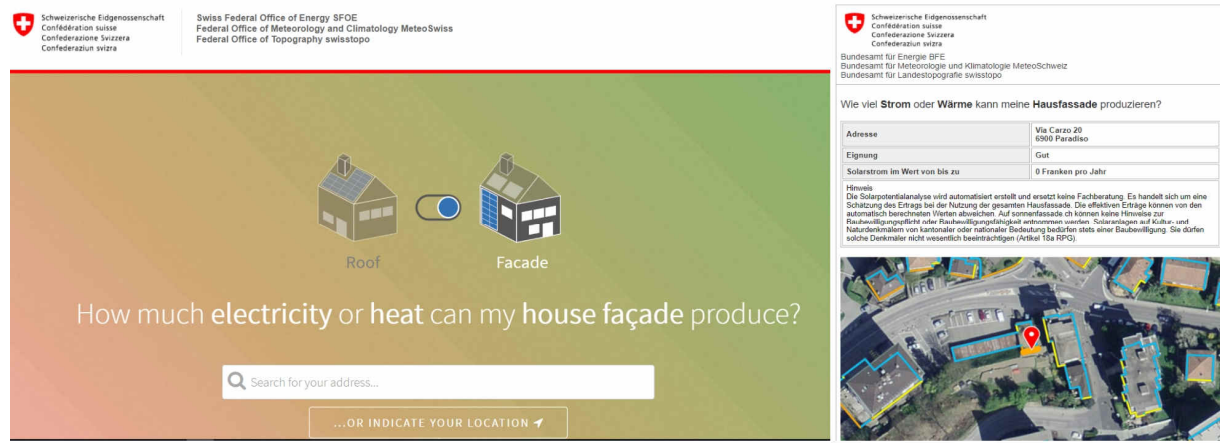 Schweizerische Eidgenossenschaft
Confédération suisse
Confederazione Svizzera
Confederaziun svizra
Swiss Federal Office of Energy SFOE
Federal Office of Meteorology and Climatology MeteoSwiss
Federal Office of Topography swisstopo
Roof
Facade
How much electricity or heat can my house façade produce?
Search for your address...
...OR INDICATE YOUR LOCATION
Schweizerische Eidgenossenschaft
Confédération suisse
Confederazione Svizzera
Confederaziun svizra
Bundesamt für Energie BFE
Bundesamt für Meteorologie und Klimatologie MeteoSchweiz
Bundesamt für Landestopografie swisstopo
Wie viel Strom oder Wärme kann meine Hausfassade produzieren?
Adresse
Via Carzo 20
6900 Paradiso
Eignung
Gut
Solarstrom im Wert von bis zu
0 Franken pro Jahr
Hinweis
Die Solarpotentialanalyse wird automatisiert erstellt und ersetzt keine Fachberatung. Es handelt sich um eine
Schätzung des Ertrags bei der Nutzung der gesamten Hausfassade. Die effektiven Erträge können von den
automatisch berechneten Werten abweichen. Auf sonnenfassade.ch können keine Hinweise zur
Baubewilligungspflicht oder Baubewilligungsfähigkeit entnommen werden. Solaranlagen auf Kultur- und
Naturdenkmälern von kantonaler oder nationaler Bedeutung bedürfen stets einer Baubewilligung. Sie dürfen
solche Denkmäler nicht wesentlich beeinträchtigen (Artikel 18a RPG).